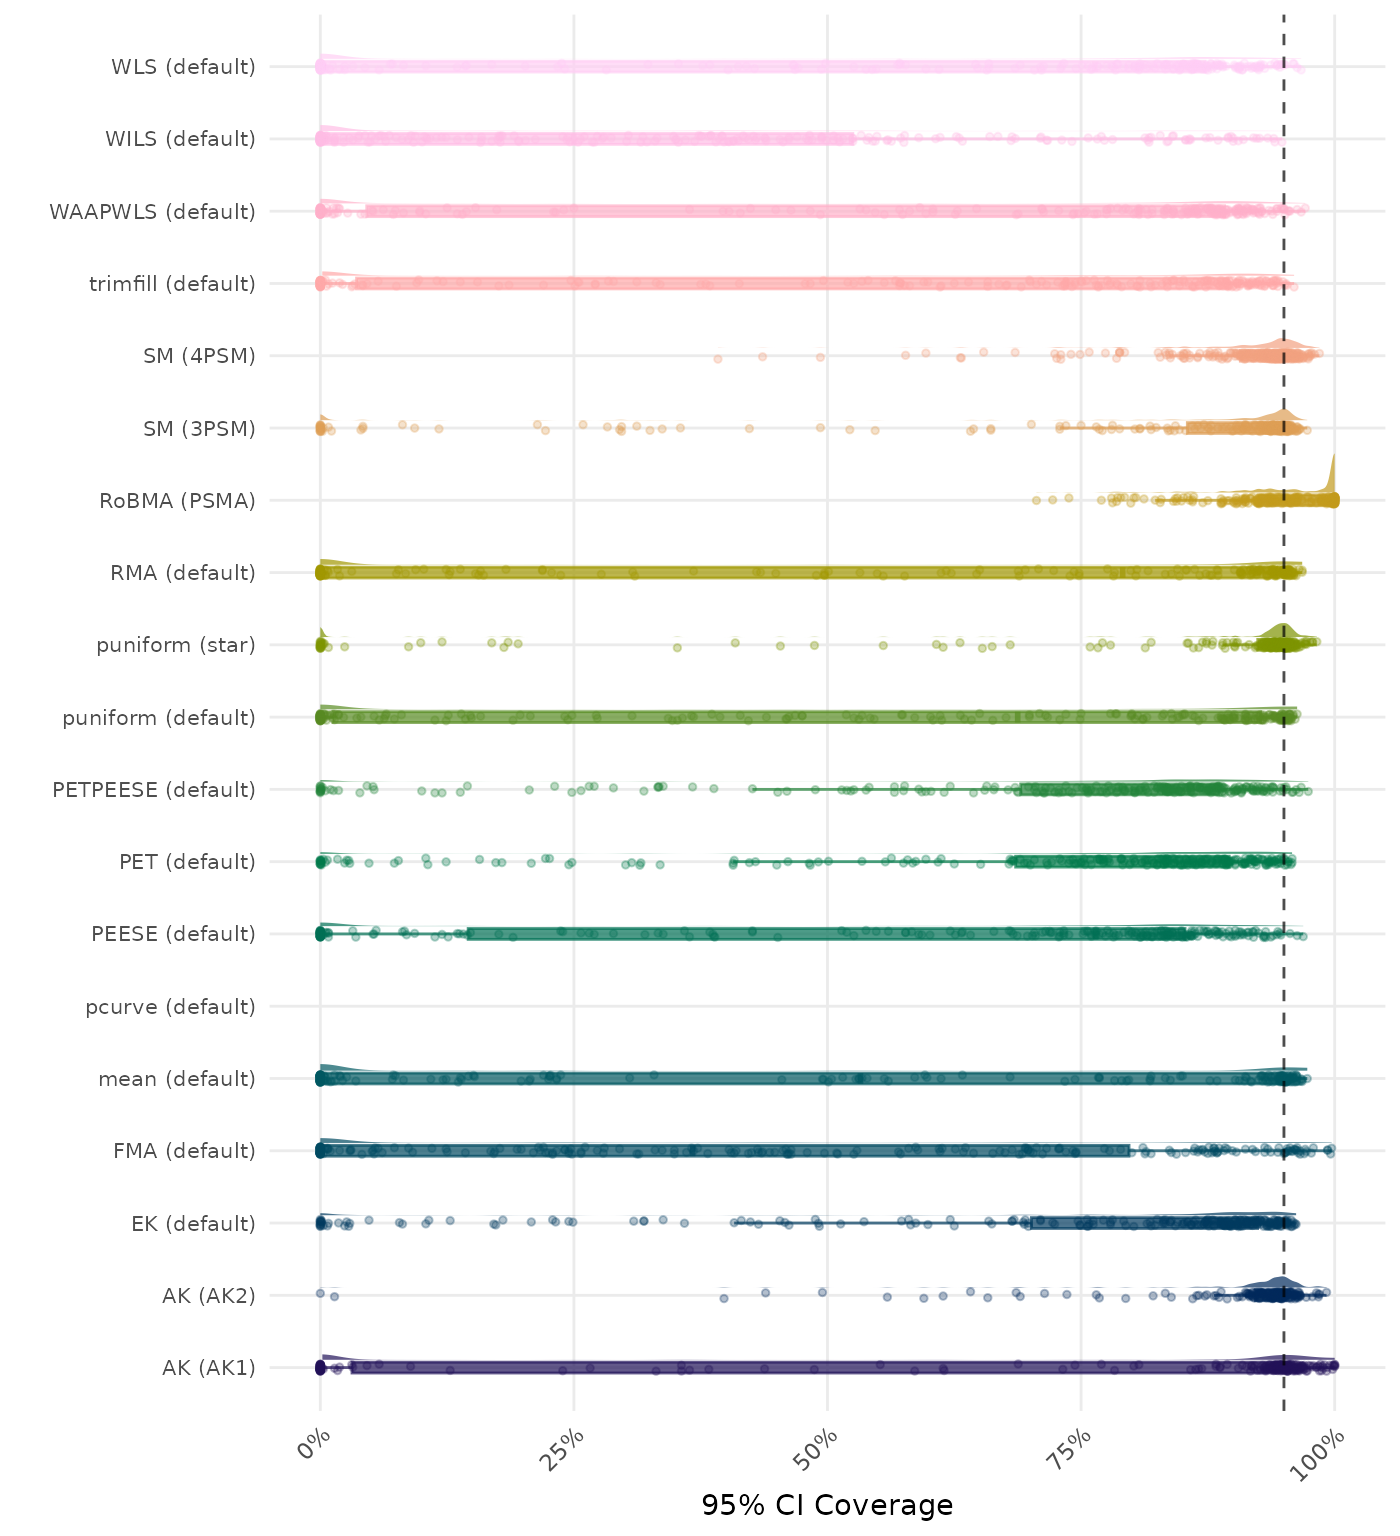 WLS (default)
WILS (default)
WAAPWLS (default)
trimfill (default)
SM (4PSM)
SM (3PSM)
RoBMA (PSMA)
RMA (default)
puniform (star)
puniform (default)
PETPEESE (default)
PET (default)
PEESE (default)
pcurve (default)
mean (default)
FMA (default)
EK (default)
AK (AK2)
AK (AK1)
0%
25%
50%
75%
100%
95% CI Coverage